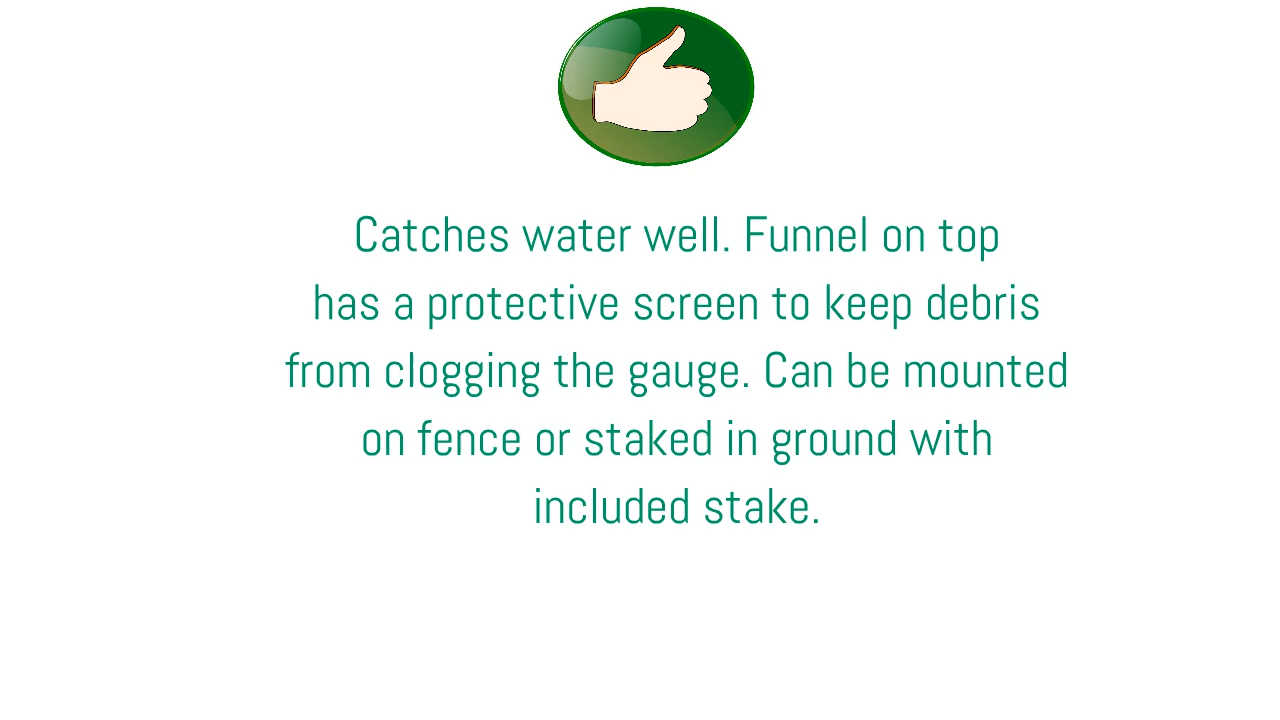 Catches water well. Funnel on top
has a protective screen to keep debris
from clogging the gauge. Can be mounted
on fence or staked in ground with
included stake.